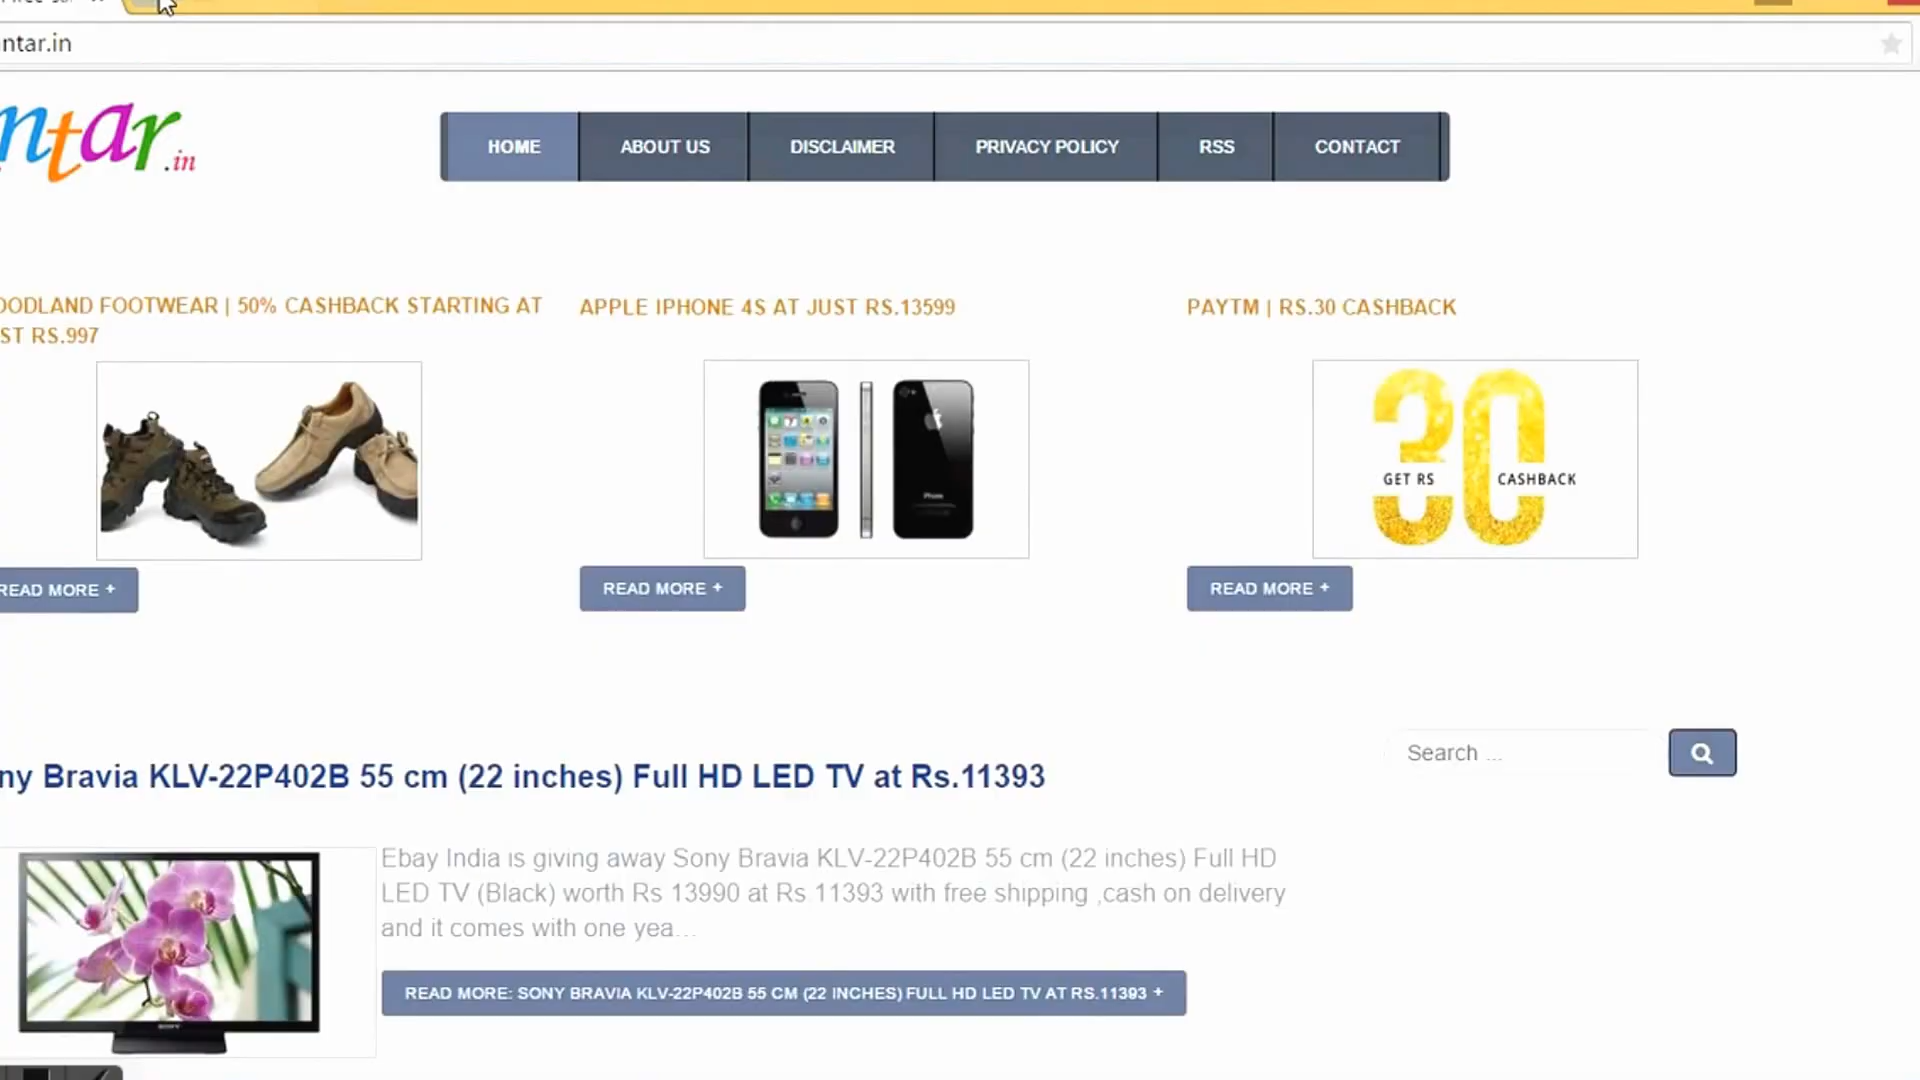 ntar.in
ntar.in
HOME ABOUT US DISCLAIMER PRIVACY POLICY RSS CONTACT
OODLAND FOOTWEAR | 50% CASHBACK STARTING AT
ST RS.997
APPLE IPHONE 4S AT JUST RS.13599
PAYTM | RS.30 CASHBACK
iPhone
30
GET RS CASHBACK
READ MORE +
READ MORE +
READ MORE +
Search ...
ny Bravia KLV-22P402B 55 cm (22 inches) Full HD LED TV at Rs.11393
Ebay India is giving away Sony Bravia KLV-22P402B 55 cm (22 inches) Full HD
LED TV (Black) worth Rs 13990 at Rs 11393 with free shipping ,cash on delivery
and it comes with one yea...
SONY
READ MORE: SONY BRAVIA KLV-22P402B 55 CM (22 INCHES) FULL HD LED TV AT RS.11393 +